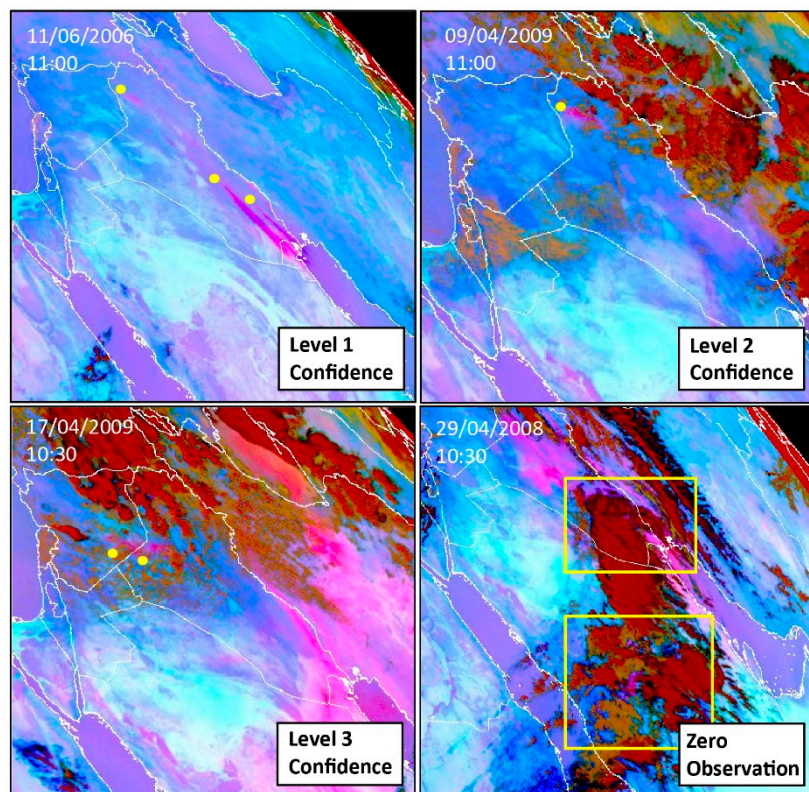 11/06/2006
11:00
Level 1
Confidence
09/04/2009
11:00
Level 2
Confidence
17/04/2009
10:30
Level 3
Confidence
29/04/2008
10:30
Zero
Observation